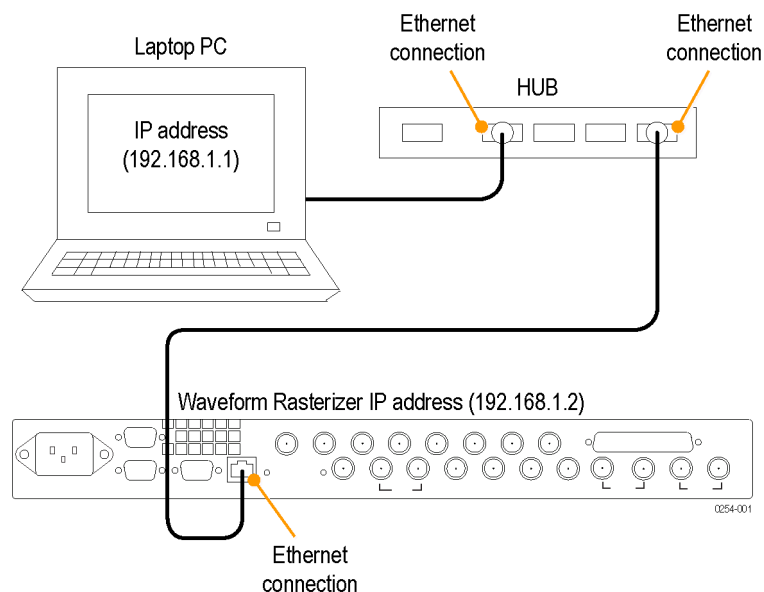 Ethernet
connection
Ethernet
connection
Laptop PC
HUB
IP address
(192.168.1.1)
Waveform Rasterizer IP address (192.168.1.2)
0254-001
Ethernet
connection